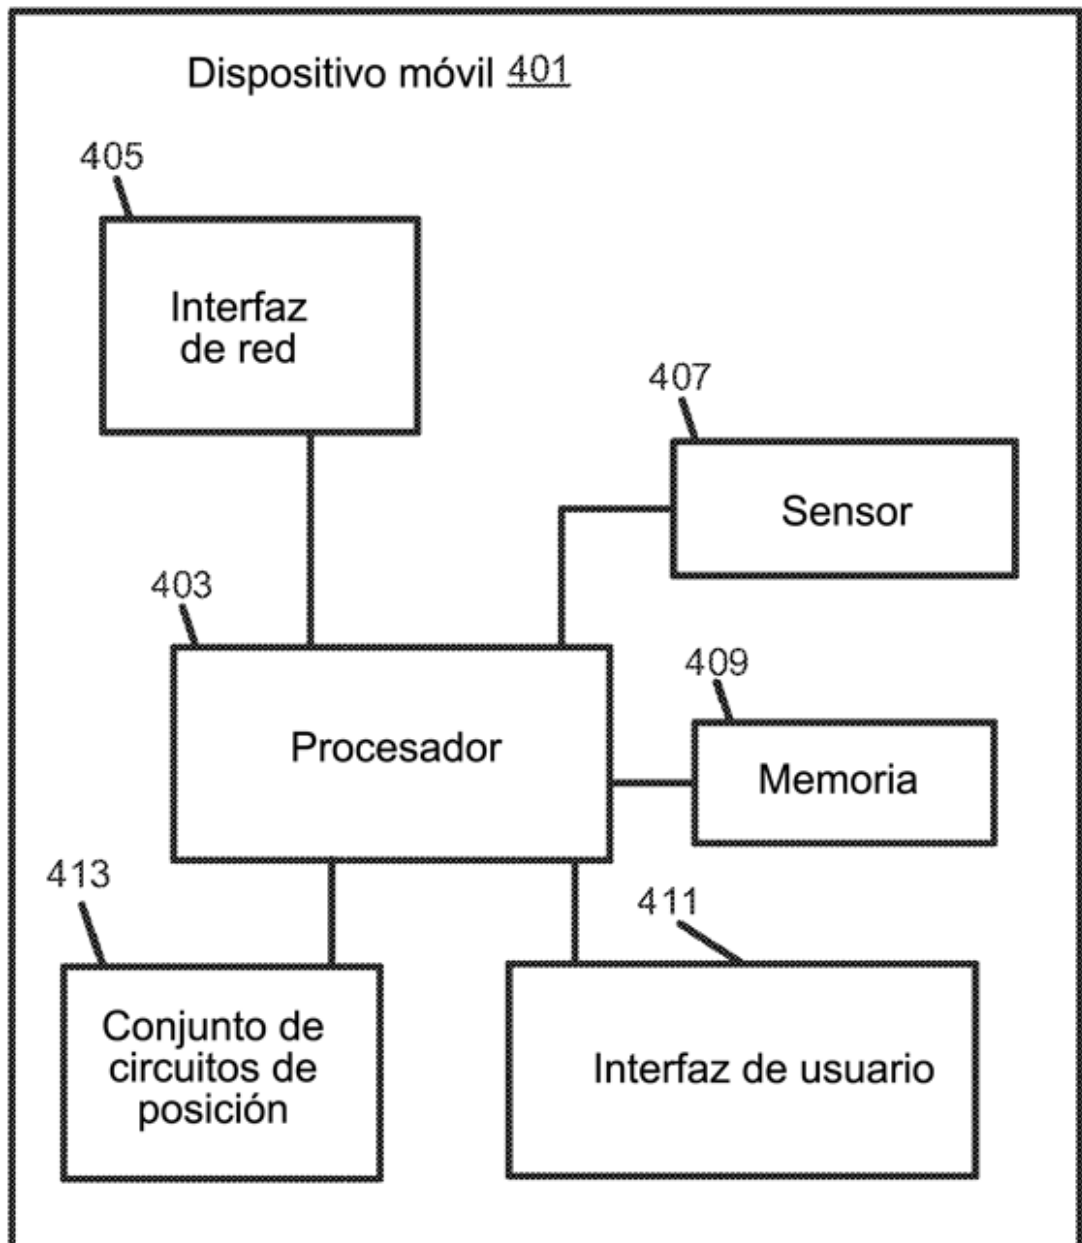 Dispositivo móvil 401
405
Interfaz
de red
407
Sensor
403
Procesador
409
Memoria
413
Conjunto de
circuitos de
posición
411
Interfaz de usuario